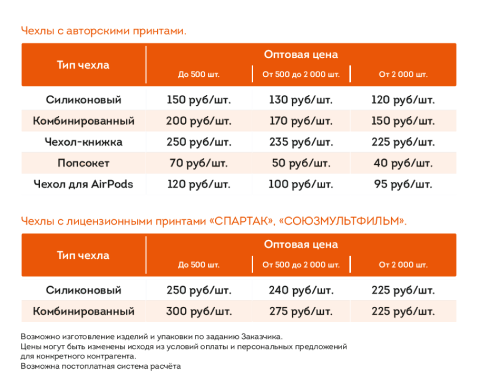 Чехлы с авторскими принтами.
Тип чехла
Оптовая цена
До 500 шт. От 500 до 2 000 шт. От 2 000 шт.
Силиконовый 150 руб/шт. 130 руб/шт. 120 руб/шт.
Комбинированный 200 руб/шт. 170 руб/шт. 150 руб/шт.
Чехол-книжка 250 руб/шт. 235 руб/шт. 225 руб/шт.
Попсокет 70 руб/шт. 50 руб/шт. 40 руб/шт.
Чехол для AirPods 120 руб/шт. 100 руб/шт. 95 руб/шт.
Чехлы с лицензионными принтами «СПАРТАК», «СОЮЗМУЛЬТФИЛЬМ».
Тип чехла
Оптовая цена
До 500 шт. От 500 до 2 000 шт. От 2 000 шт.
Силиконовый 250 руб/шт. 240 руб/шт. 225 руб/шт.
Комбинированный 300 руб/шт. 275 руб/шт. 225 руб/шт.
Возможно изготовление изделий и упаковки по заданию Заказчика.
Цены могут быть изменены исходя из условий оплаты и персональных предложений
для конкретного контрагента.
Возможна постоплатная система расчёта